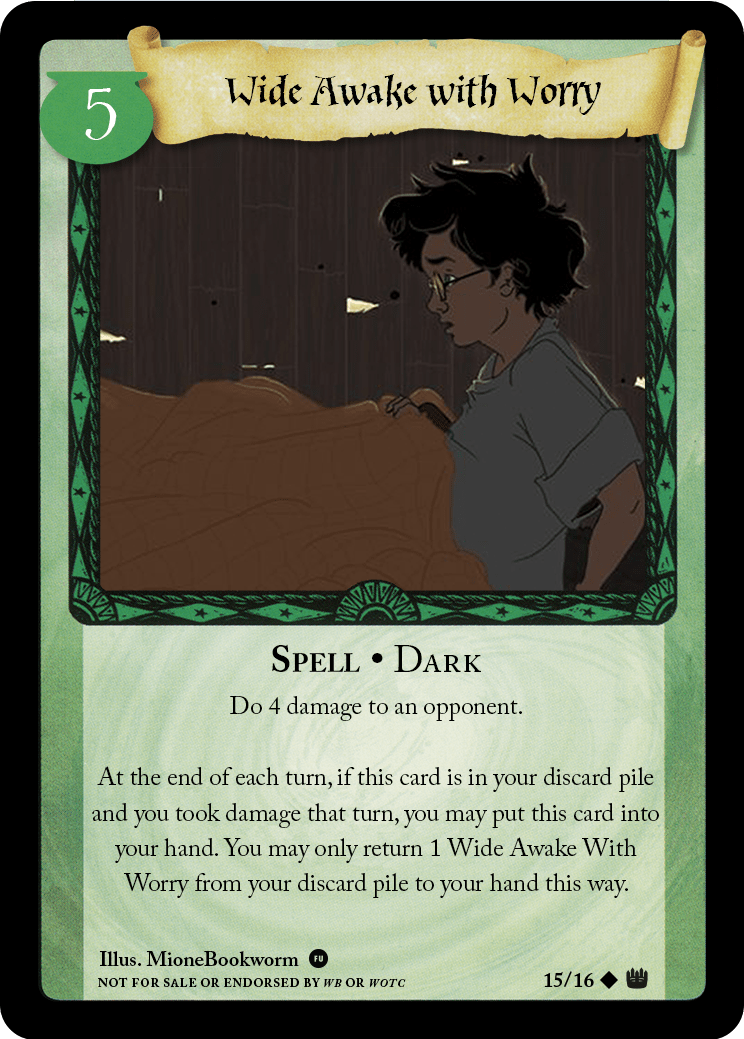 5
Wide Awake with Worry
Spell • Dark
Do 4 damage to an opponent.
At the end of each turn, if this card is in your discard pile
and you took damage that turn, you may put this card into
your hand. You may only return 1 Wide Awake With
Worry from your discard pile to your hand this way.
Illus. MioneBookworm FU
NOT FOR SALE OR ENDORSED BY WB OR WOTC
15/16